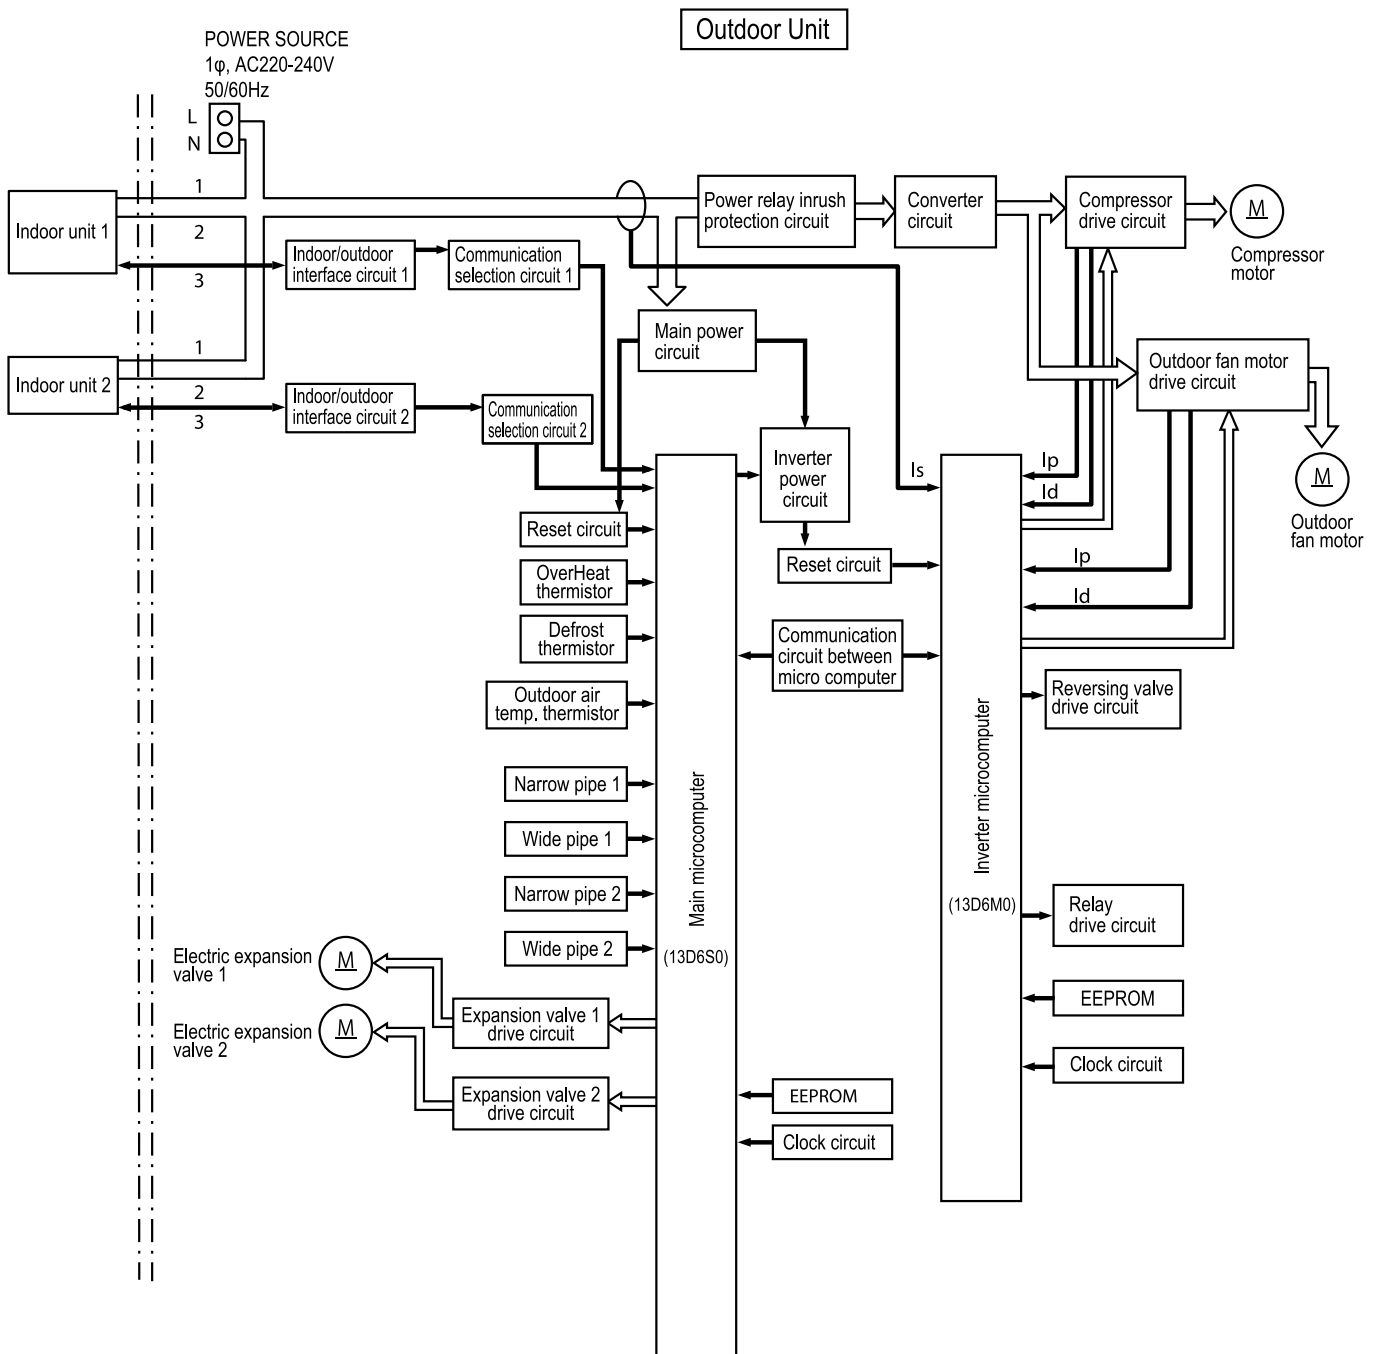 Outdoor Unit
POWER SOURCE
1φ, AC220-240V
50/60Hz
L
N
1
2
3
Indoor unit 1
Indoor/outdoor
interface circuit 1
Communication
selection circuit 1
Power relay inrush
protection circuit
Converter
circuit
Compressor
drive circuit
M
Compressor
motor
Main power
circuit
Outdoor fan motor
drive circuit
M
Outdoor
fan motor
1
2
3
Indoor unit 2
Indoor/outdoor
interface circuit 2
Communication
selection circuit 2
Inverter
power
circuit
Is
Ip
Id
Ip
Id
Reset circuit
Reset circuit
OverHeat
thermistor
Defrost
thermistor
Communication
circuit between
micro computer
Outdoor air
temp. thermistor
Reversing valve
drive circuit
Narrow pipe 1
Wide pipe 1
Narrow pipe 2
Wide pipe 2
Main microcomputer
(13D6S0)
Inverter microcomputer
(13D6M0)
Relay
drive circuit
EEPROM
Clock circuit
Electric expansion
valve 1
M
Electric expansion
valve 2
M
Expansion valve 1
drive circuit
Expansion valve 2
drive circuit
EEPROM
Clock circuit